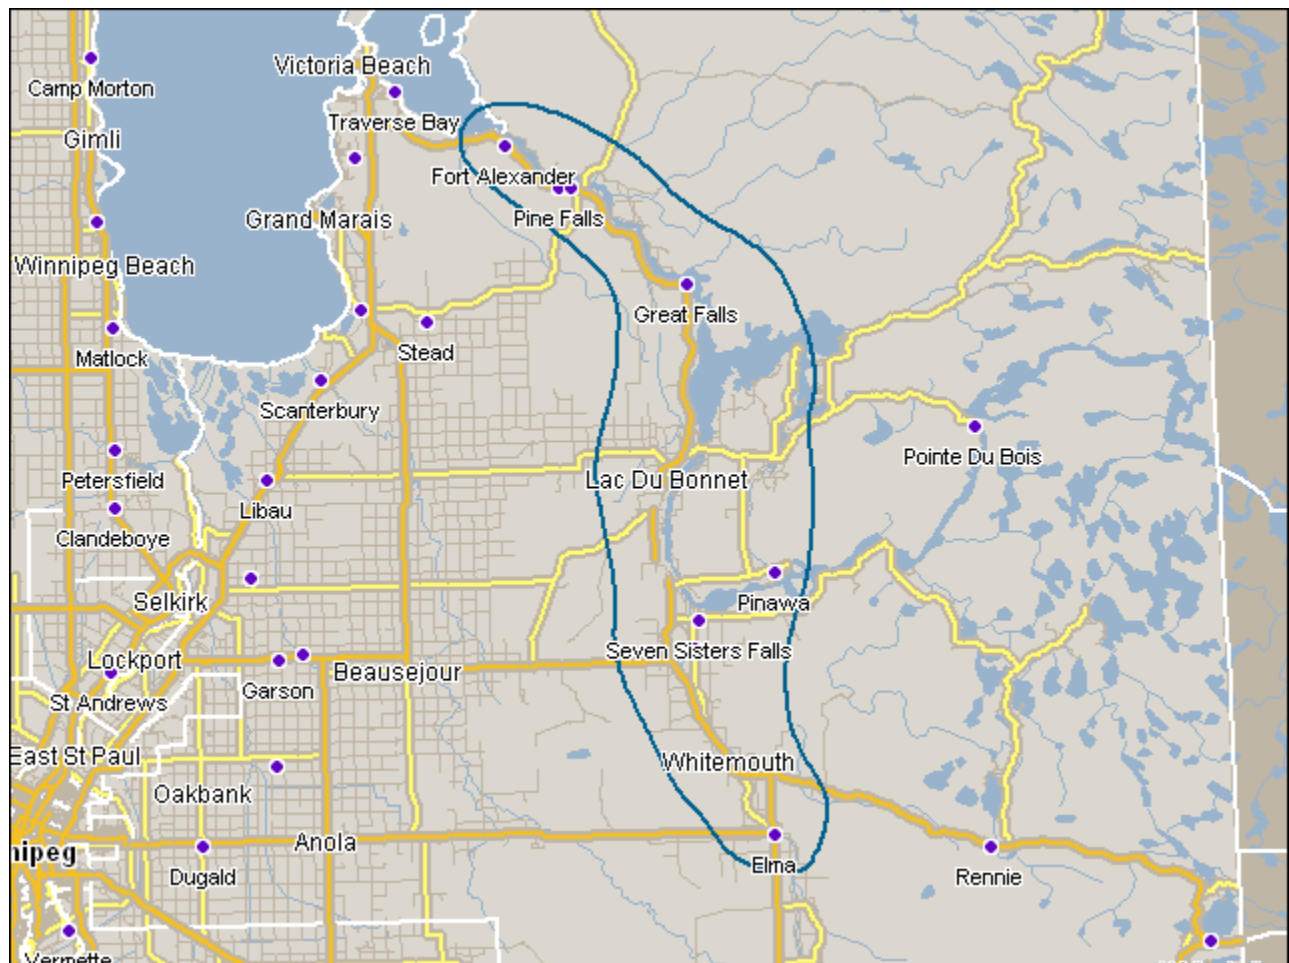 Victoria Beach
Camp Morton
Traverse Bay
Gimli
Fort Alexander
Grand Marais
Pine Falls
Winnipeg Beach
Great Falls
Matlock
Stead
Scanterbury
Pointe Du Bois
Petersfield
Lac Du Bonnet
Libau
Clandeboye
Selkirk
Pinawa
Seven Sisters Falls
Lockport
Beausejour
Garson
St Andrews
East St Paul
Whitemouth
Oakbank
Anola
nipeg
Elma
Dugald
Rennie
Vermette